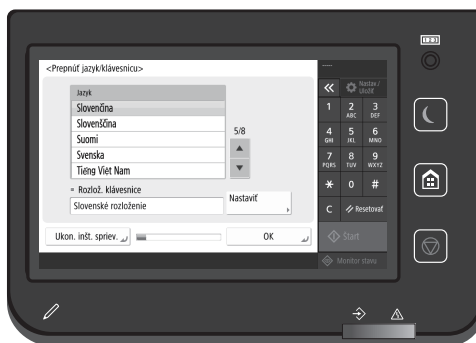 <Prepnúť jazyk/klávesnicu>
Jazyk
Slovenčina
Slovenščina
Suomi
Svenska
Tiếng Việt Nam
5/8
Rozlož. klávesnice
Slovenské rozloženie
Nastaviť
Ukon. inšt. spriev.
OK
Nastav./
Uložiť
1 2 3
ABC DEF
4 5 6
GHI JKL MNO
7 8 9
PQRS TUV WXYZ
* 0 #
C Resetovať
Štart
Monitor stavu